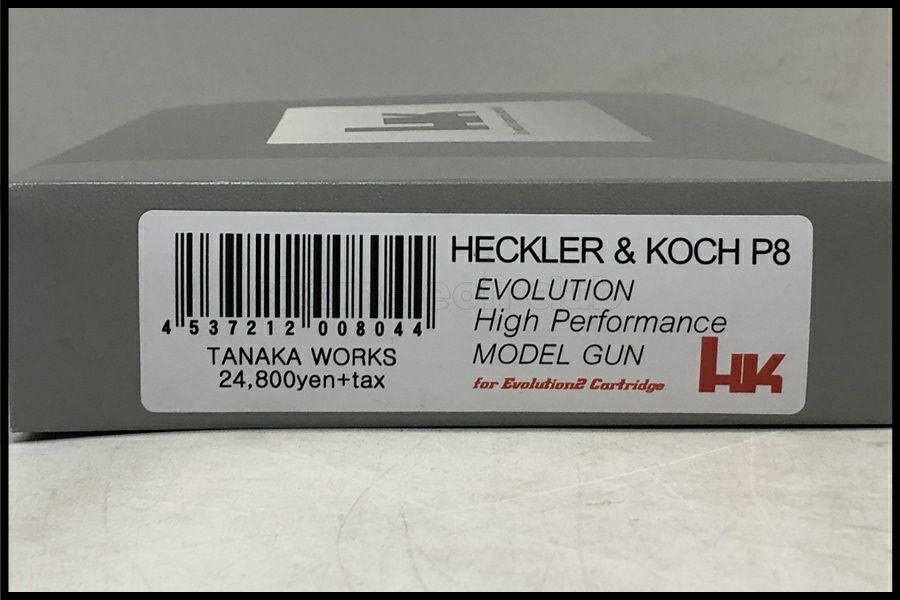 HK
HECKLER & KOCH P8
EVOLUTION
High Performance
MODEL GUN
for Evolution2 Cartridge
HK
4 537212 008044
TANAKA WORKS
24,800yen+tax